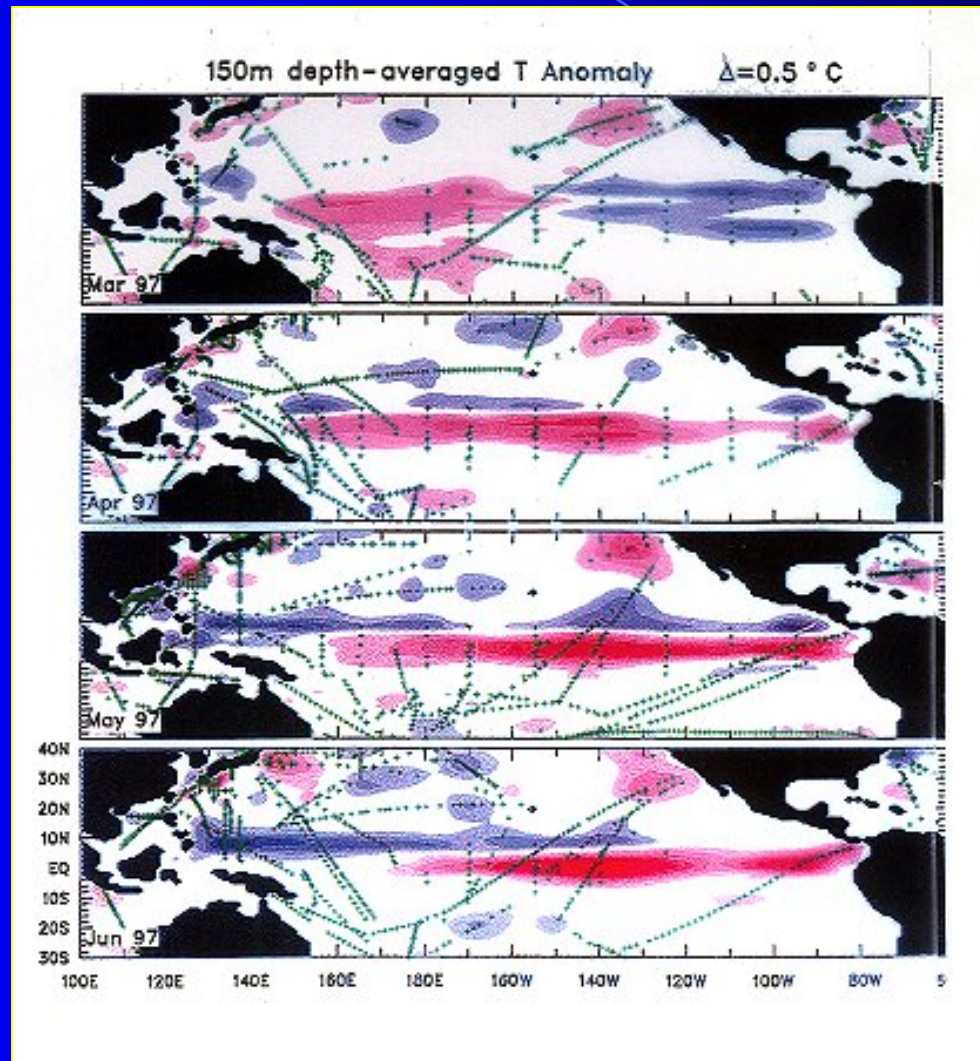 150m depth-averaged T Anomaly Δ=0.5 °C
Mar 97
Apr 97
May 97
40N
30N
20N
10N
EQ
10S
20S
30S
Jun 97
100E 120E 140E 160E 180E 160W 140W 120W 100W 80W